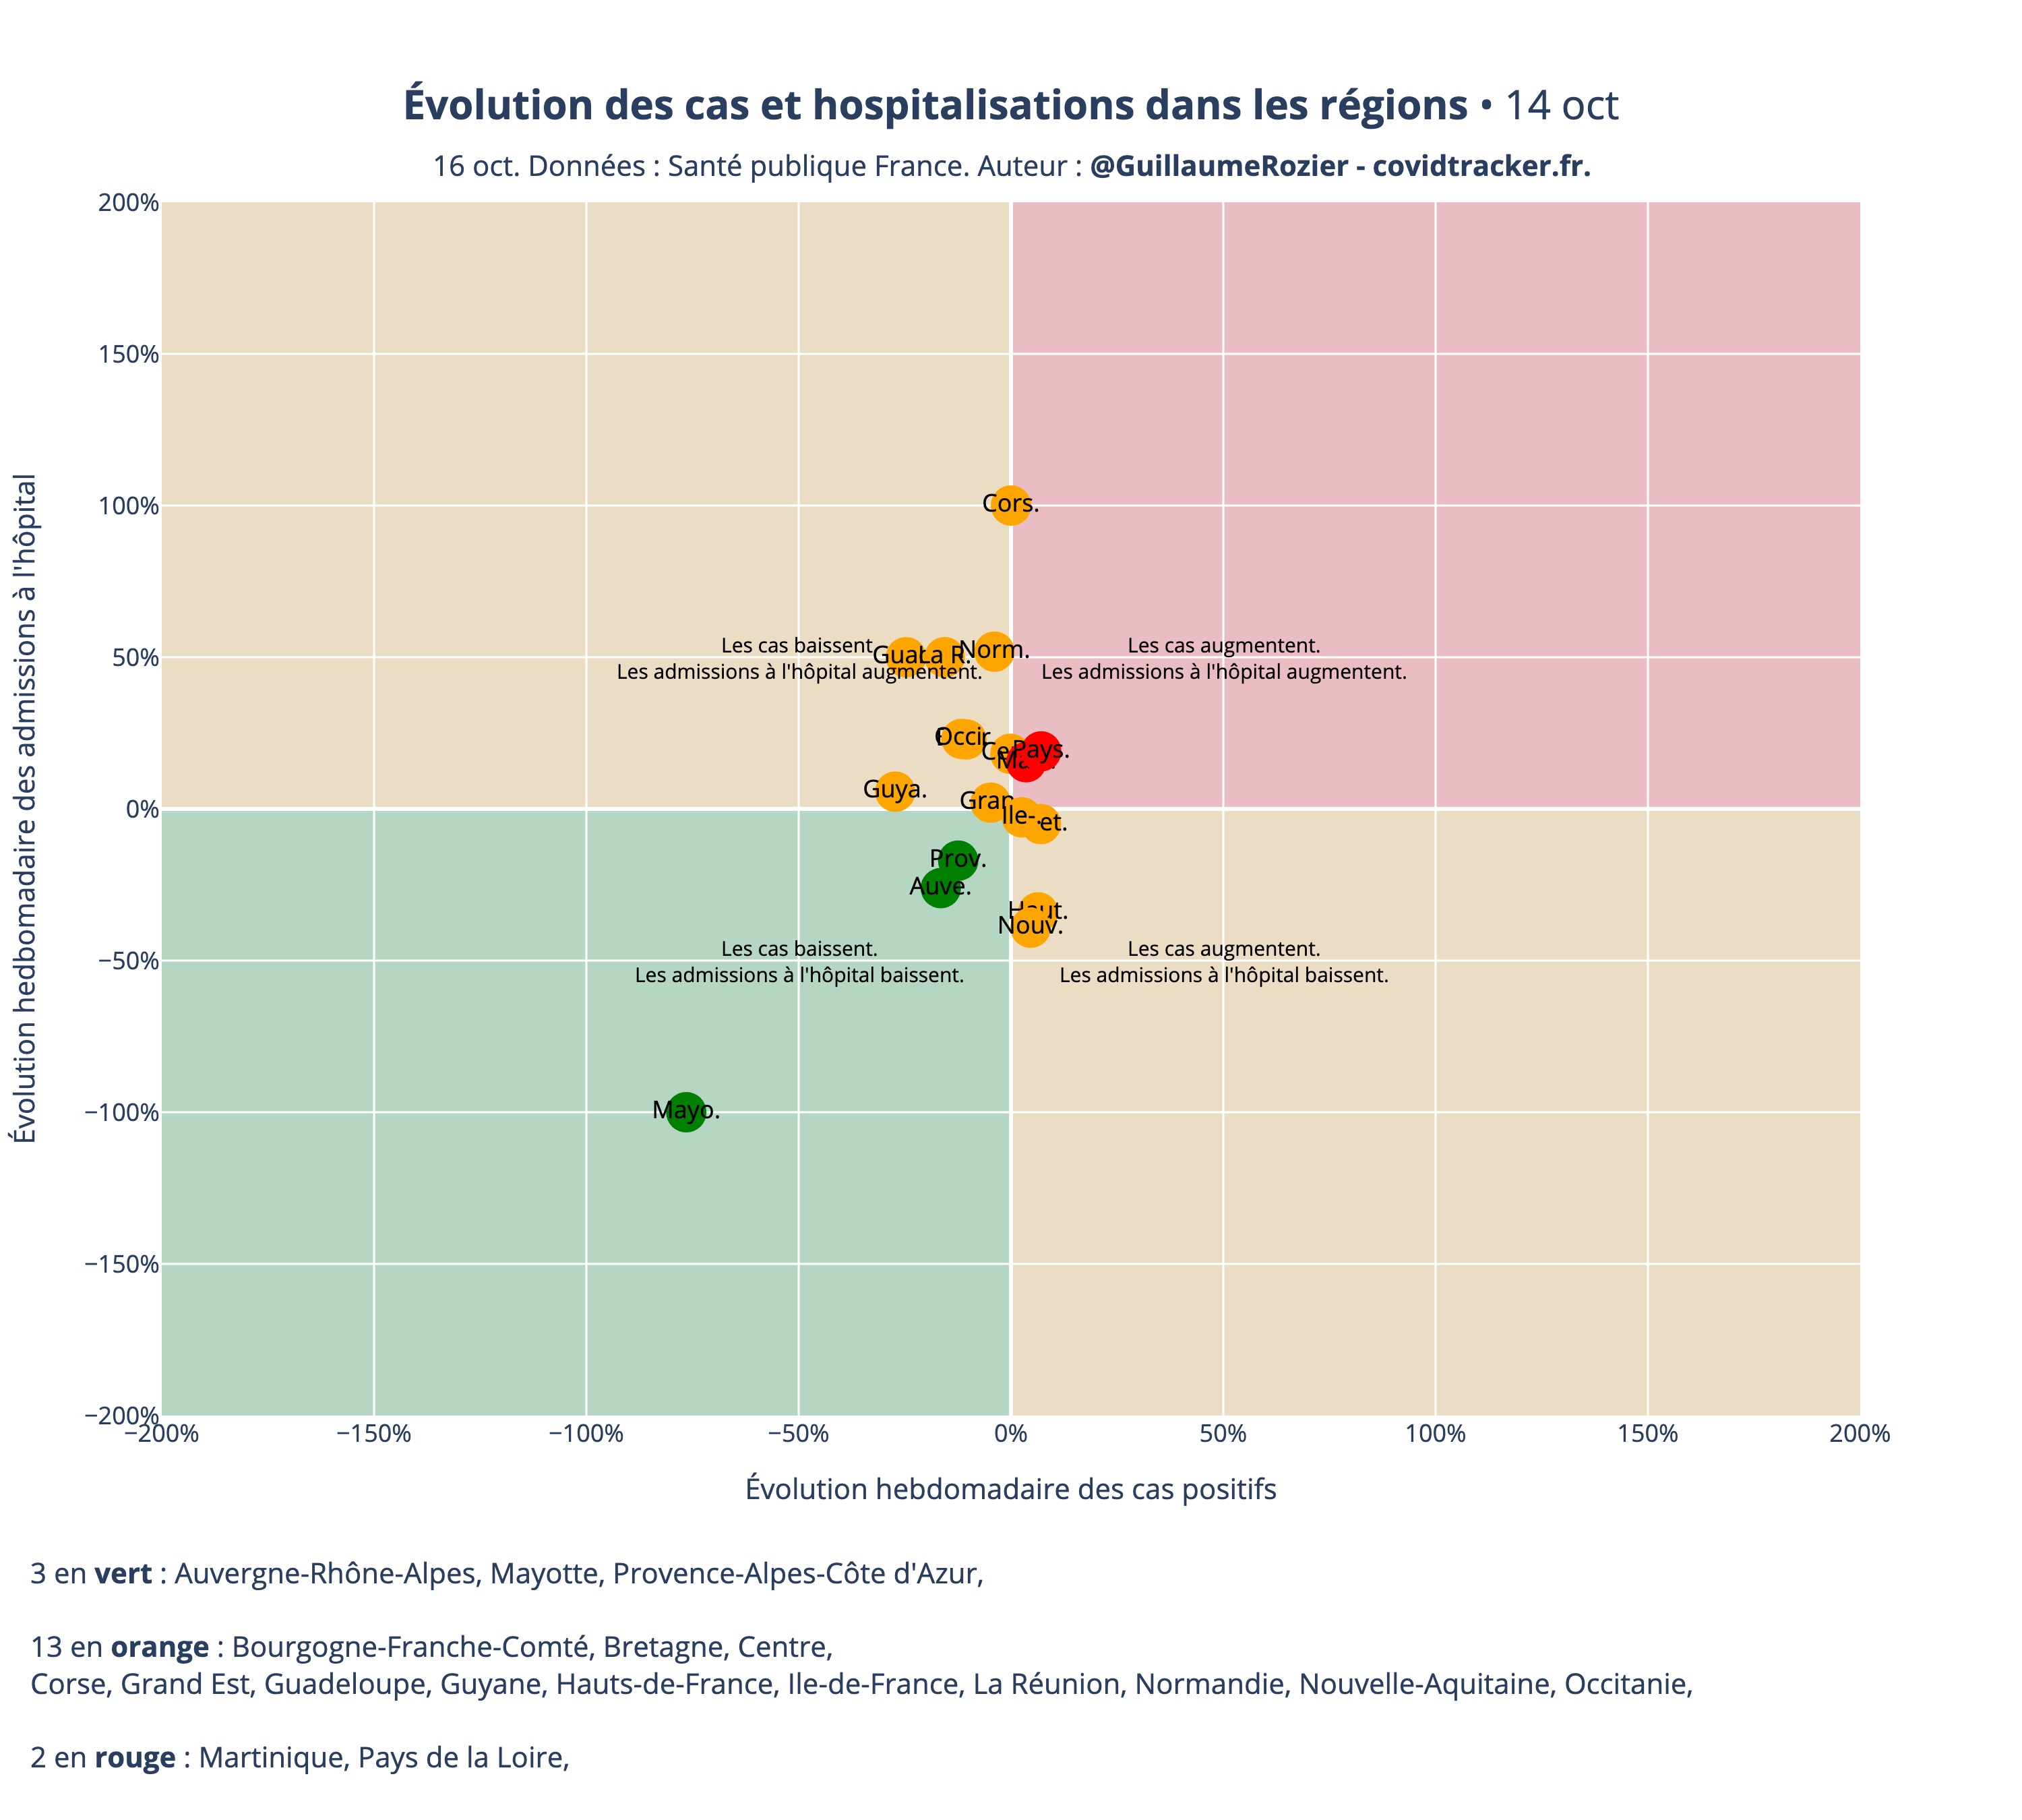 Évolution des cas et hospitalisations dans les régions • 14 oct
16 oct. Données : Santé publique France. Auteur : @GuillaumeRozier - covidtracker.fr.
200%
150%
100%
50%
0%
−50%
−100%
−150%
−200%
Évolution hedbomadaire des admissions à l'hôpital
Cors.
Les cas baissent
Les admissions à l'hôpital augmentent.
Les cas augmentent.
Les admissions à l'hôpital augmentent.
La R.
Norm.
Pays.
Guya.
Gran
Ile-.
et.
Prov.
Auve.
Haut.
Nouv.
Les cas baissent.
Les admissions à l'hôpital baissent.
Les cas augmentent.
Les admissions à l'hôpital baissent.
Mayo.
−200%
−150%
−100%
−50%
0%
50%
100%
150%
200%
Évolution hebdomadaire des cas positifs
3 en vert : Auvergne-Rhône-Alpes, Mayotte, Provence-Alpes-Côte d'Azur,
13 en orange : Bourgogne-Franche-Comté, Bretagne, Centre,
Corse, Grand Est, Guadeloupe, Guyane, Hauts-de-France, Ile-de-France, La Réunion, Normandie, Nouvelle-Aquitaine, Occitanie,
2 en rouge : Martinique, Pays de la Loire,